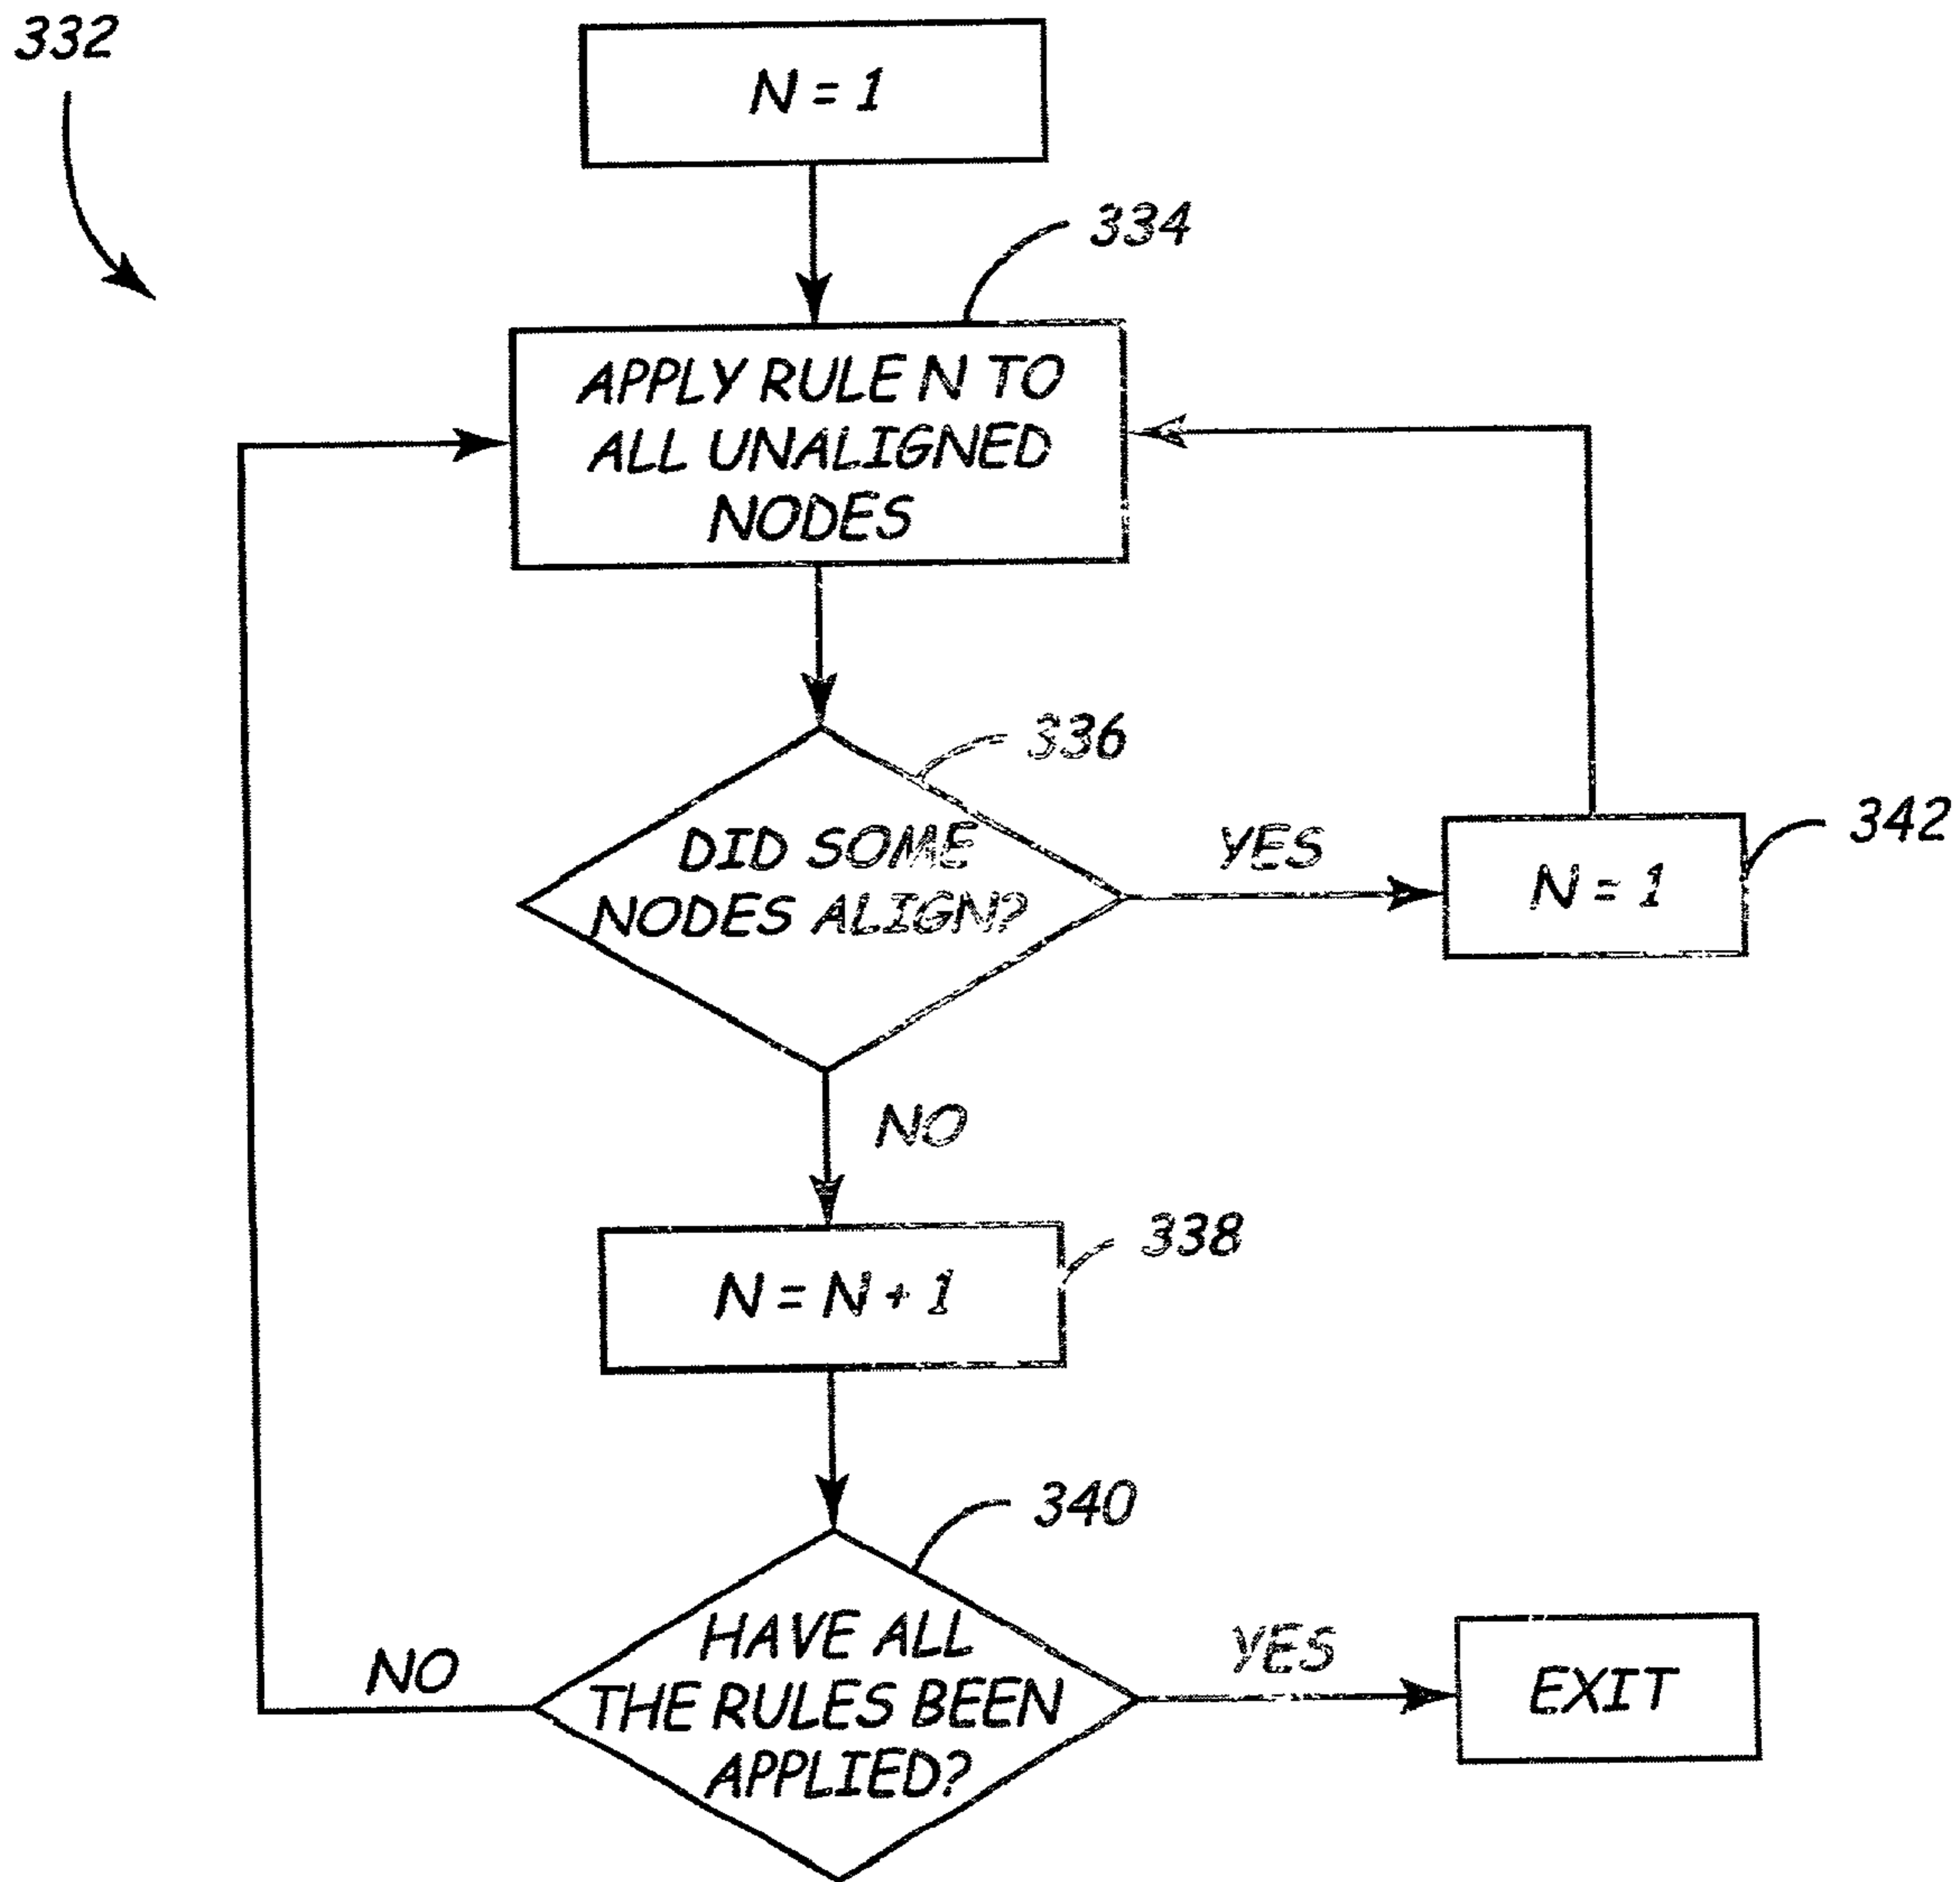 332
N = 1
334
APPLY RULE N TO
ALL UNALIGNED
NODES
336
DID SOME
NODES ALIGN?
YES
N = 1
342
NO
N = N + 1
338
340
HAVE ALL
THE RULES BEEN
APPLIED?
NO
YES
EXIT